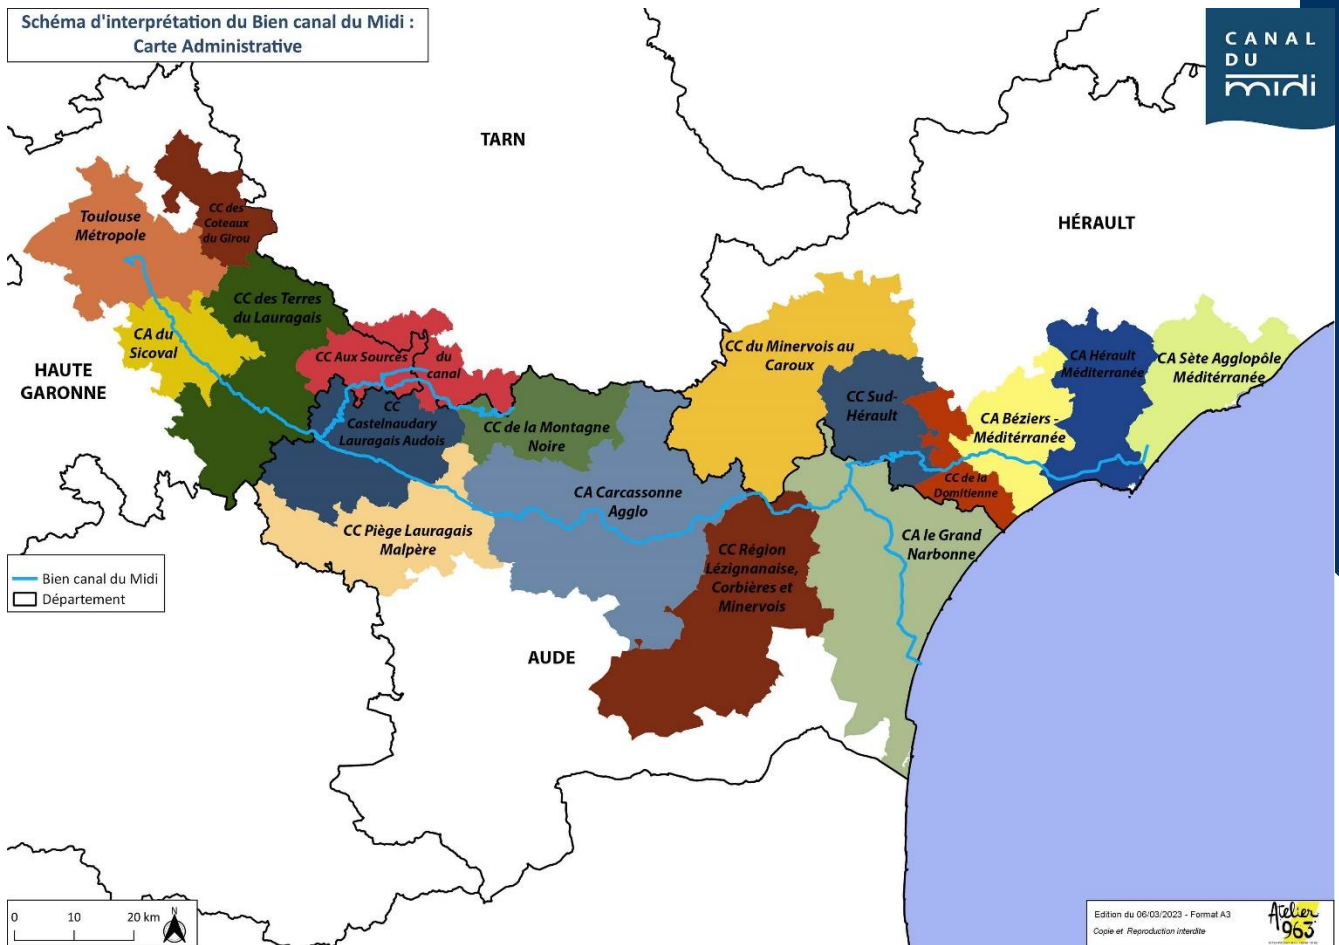 Schéma d'interprétation du Bien canal du Midi :
Carte Administrative
CANAL
DU
midi
TARN
HÉRAULT
HAUTE
GARONNE
AUDE
Toulouse
Métropole
CC des
Coteaux
du Girou
CC des Terres
du Lauragais
CA du
Sicoval
CC Aux Sources du
canal
CC
Castelnaudary
Lauragais Audois
CC de la Montagne
Noire
CC Piège Lauragais
Malpère
CA Carcassonne
Agglo
CC du Minervois au
Caroux
CC Sud-
Hérault
CC de la
Domitienne
CA Béziers -
Méditérranée
CA Hérault
Méditerranée
CA Sète Agglopôle
Méditérranée
CC Région
Lézignanaise,
Corbières et
Minervois
CA le Grand
Narbonne
Bien canal du Midi
Département
0 10 20 km
N
Edition du 06/03/2023 - Format A3
Copie et Reproduction interdite
Atelier
963